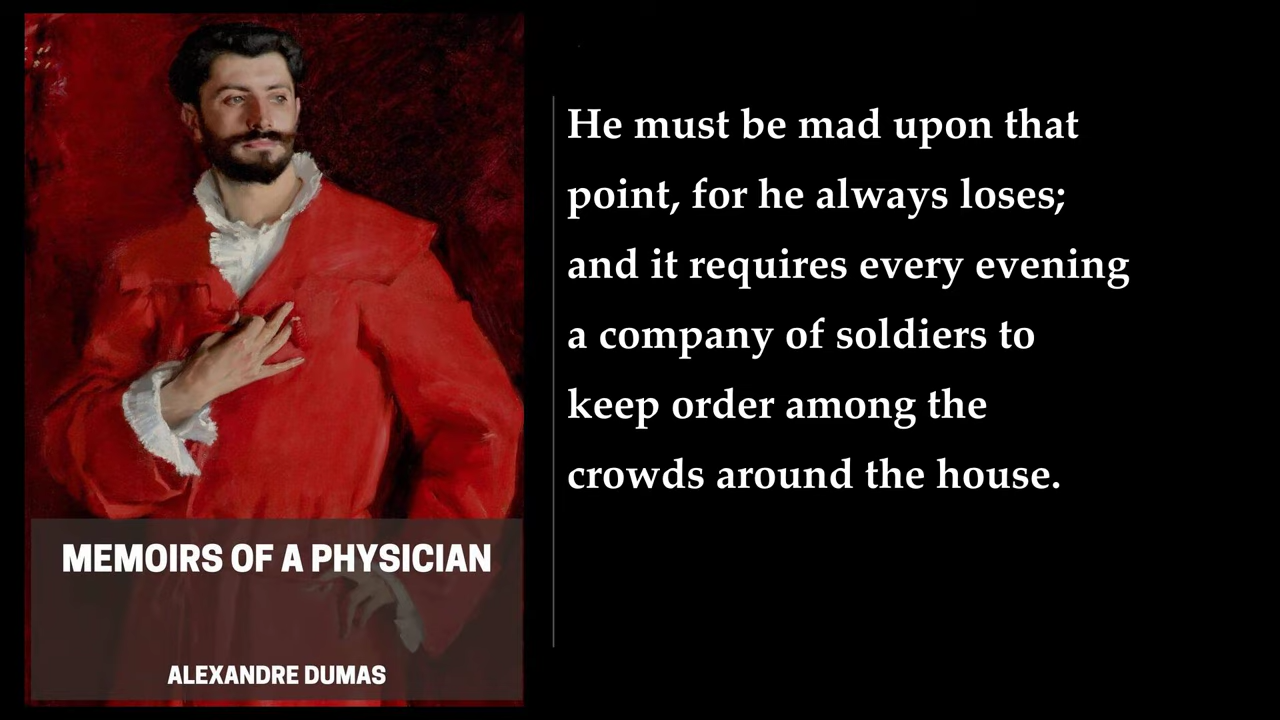 He must be mad upon that
point, for he always loses;
and it requires every evening
a company of soldiers to
keep order among the
crowds around the house.
MEMOIRS OF A PHYSICIAN
ALEXANDRE DUMAS